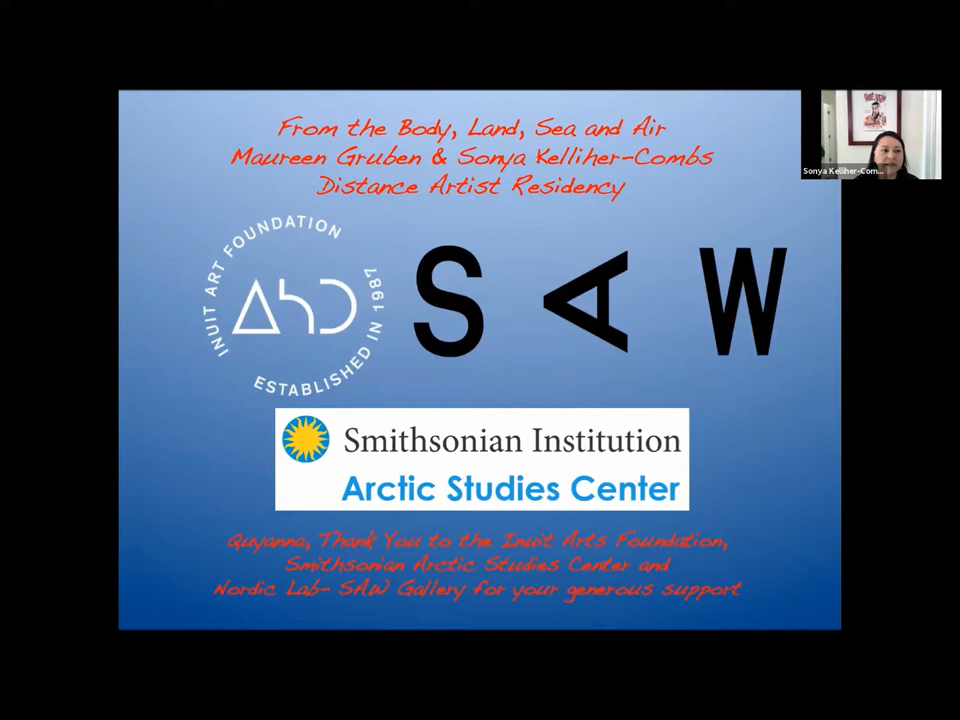 From the Body, Land, Sea and Air
Maureen Gruben & Sonya Kelliher-Combs
Distance Artist Residency
Sonya Kelliher-Com...
INUIT ART FOUNDATION
ESTABLISHED IN 1987
SAW
Smithsonian Institution
Arctic Studies Center
Quyanna, Thank You to the Inuit Arts Foundation,
Smithsonian Arctic Studies Center and
Nordic Lab- SAW Gallery for your generous support